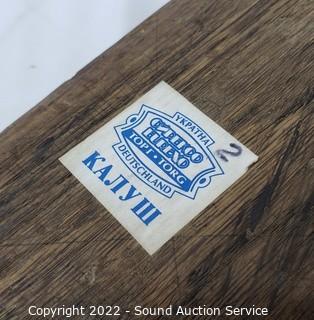 УКРАЇНА
ТОРГ·TORG
DEUTSCHLAND
КАЛУШ
2
Copyright 2022 - Sound Auction Service